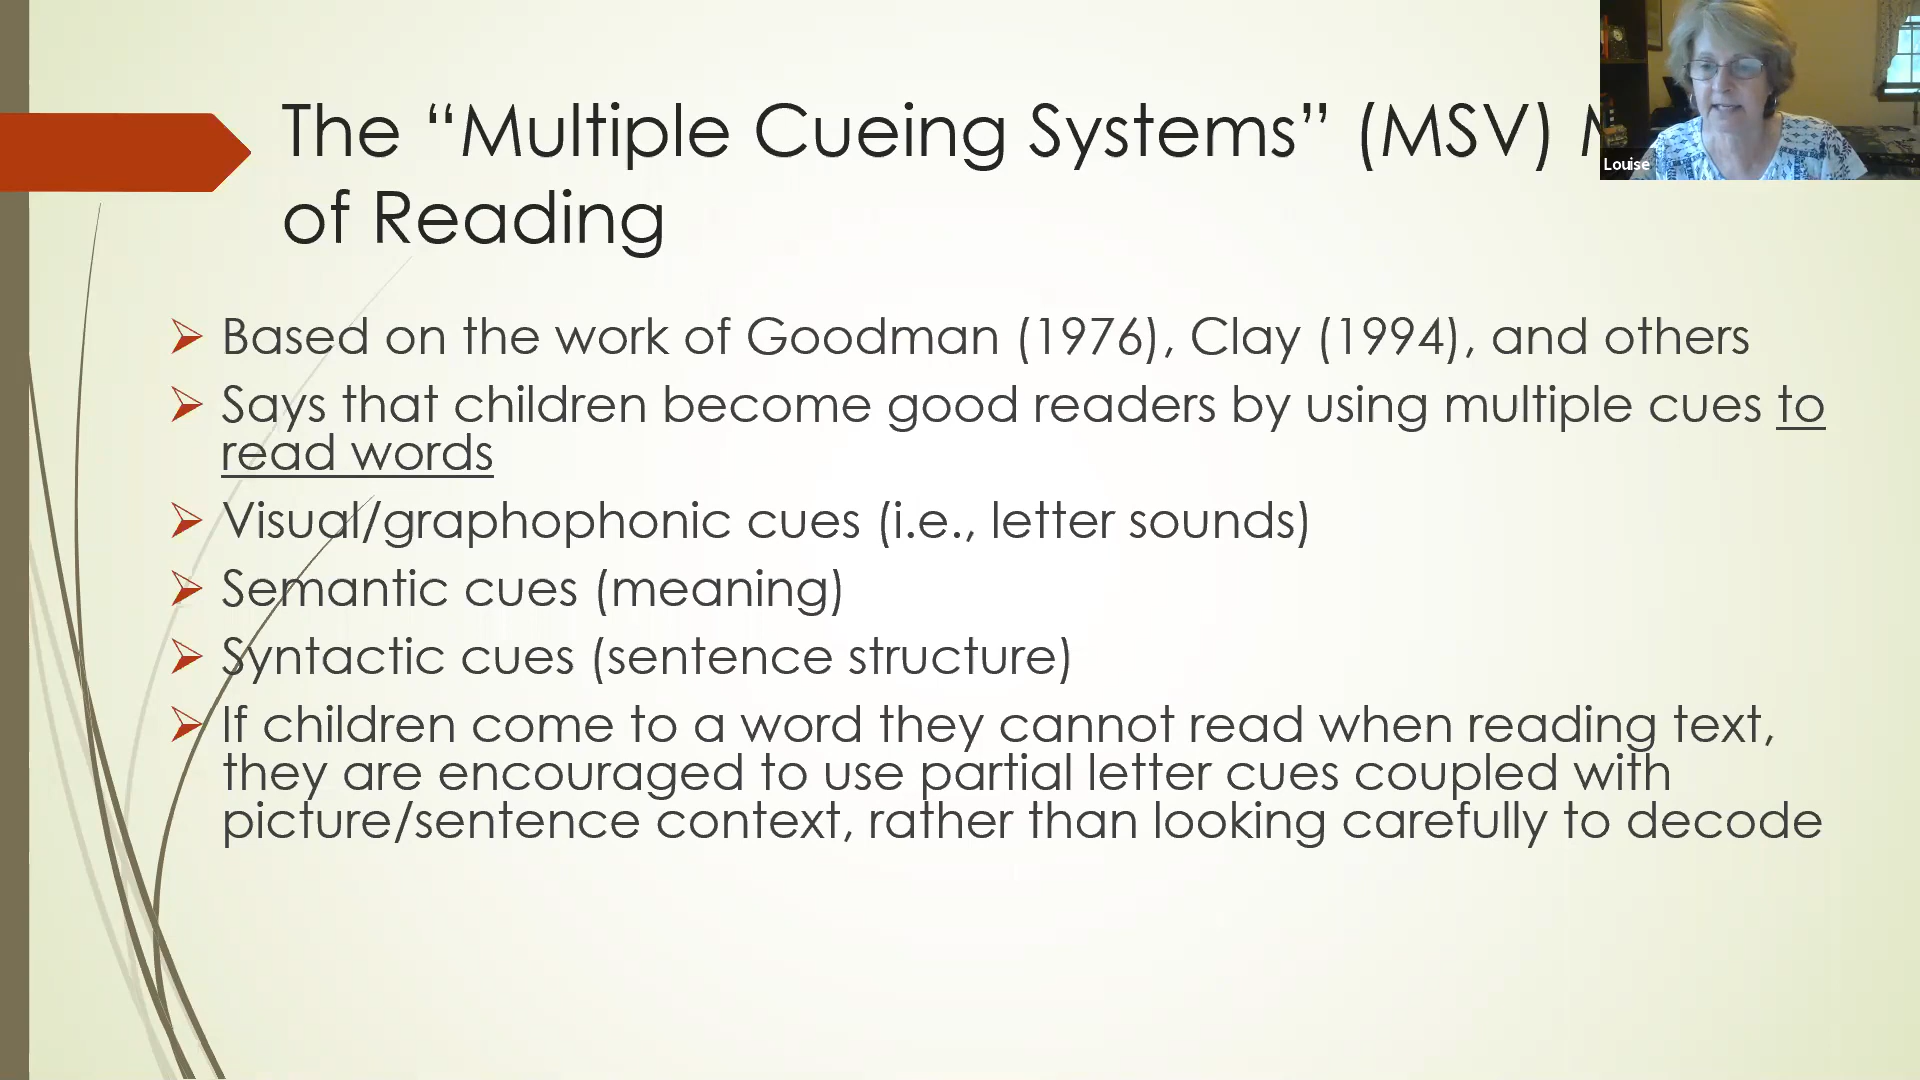 The “Multiple Cueing Systems” (MSV)
of Reading
Based on the work of Goodman (1976), Clay (1994), and others
Says that children become good readers by using multiple cues to
read words
Visual/graphophonic cues (i.e., letter sounds)
Semantic cues (meaning)
Syntactic cues (sentence structure)
If children come to a word they cannot read when reading text,
they are encouraged to use partial letter cues coupled with
picture/sentence context, rather than looking carefully to decode
Louise